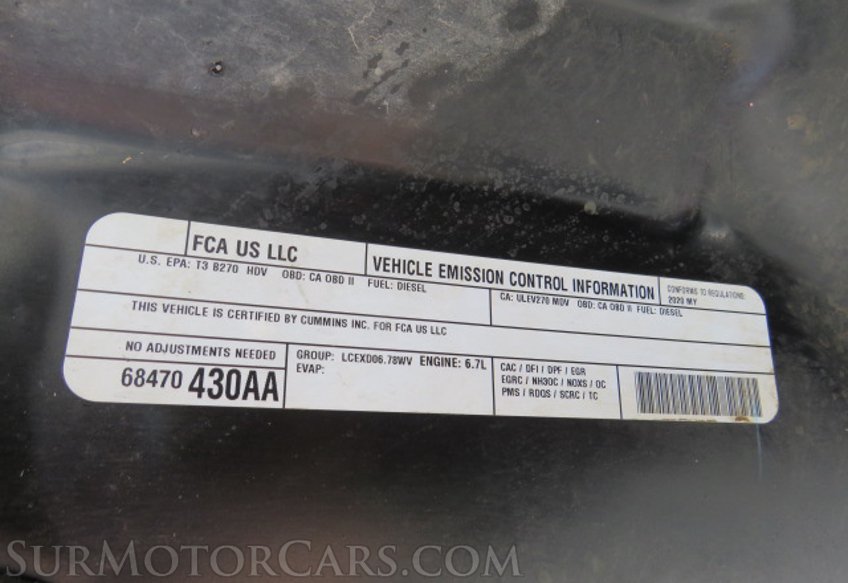 FCA US LLC
VEHICLE EMISSION CONTROL INFORMATION
CONFORMS TO REGULATIONS:
2020 MY
U.S. EPA: T3 B270 HDV OBD: CA OBD II FUEL: DIESEL
CA: ULEV270 MDV OBD: CA OBD II FUEL: DIESEL
THIS VEHICLE IS CERTIFIED BY CUMMINS INC. FOR FCA US LLC
NO ADJUSTMENTS NEEDED
68470 430AA
GROUP: LCEXD06.78WV ENGINE: 6.7L
EVAP:
CAC / DFI / DPF / EGR
EGRC / NH3OC / NOXS / OC
PMS / RDQS / SCRC / TC
SurMotorCars.com